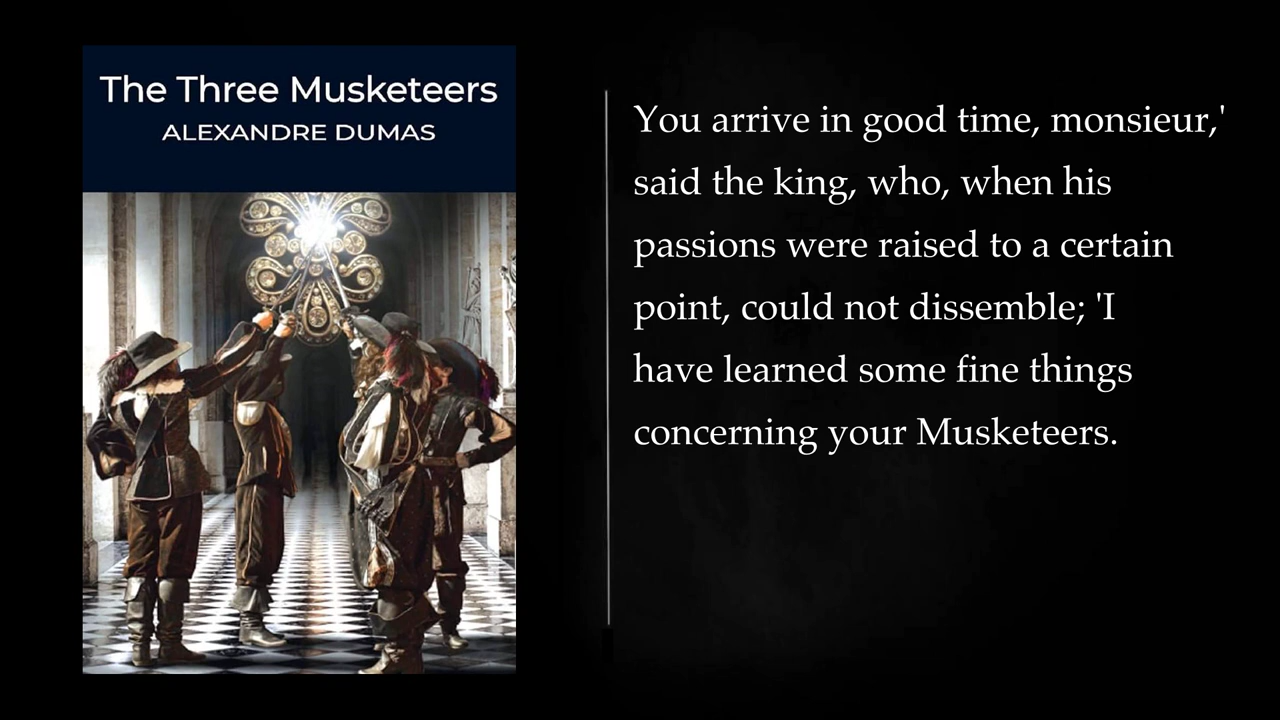 The Three Musketeers
ALEXANDRE DUMAS
You arrive in good time, monsieur,'
said the king, who, when his
passions were raised to a certain
point, could not dissemble; 'I
have learned some fine things
concerning your Musketeers.